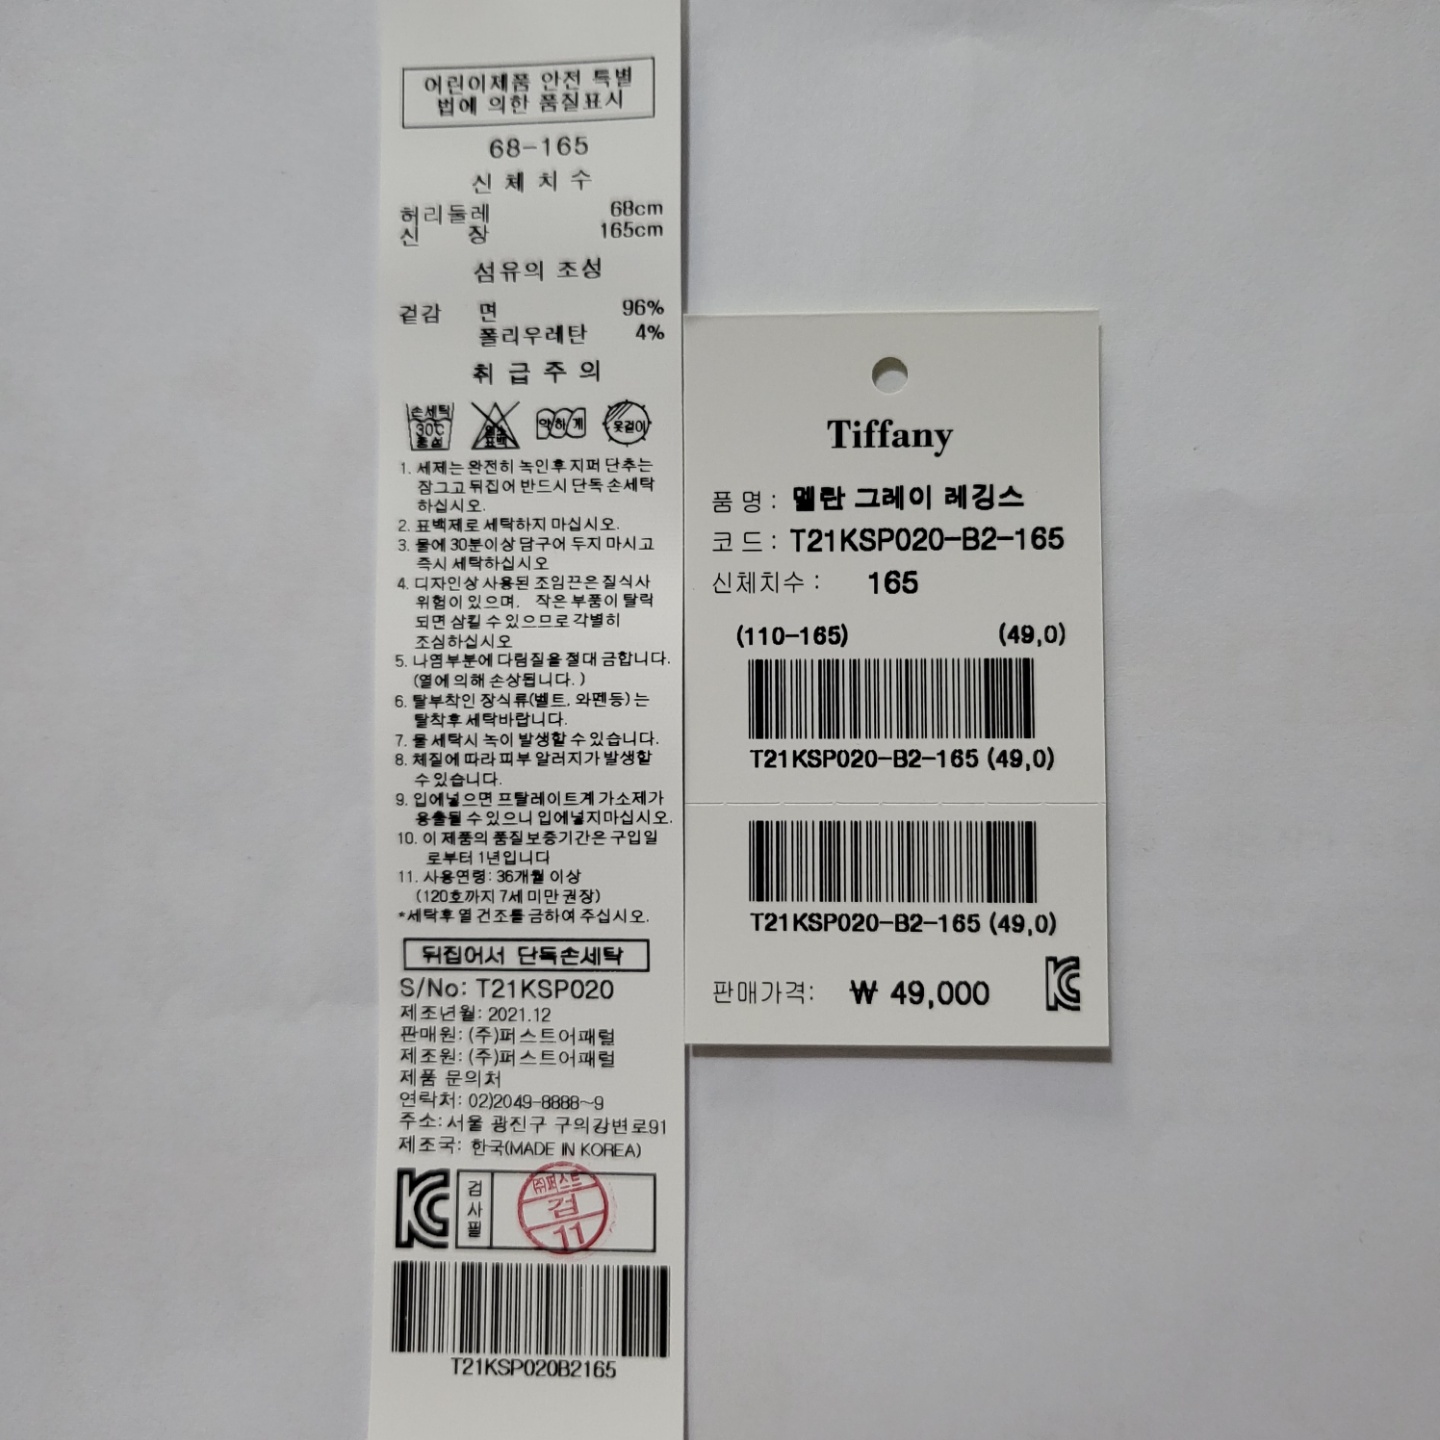 어린이제품 안전 특별
법에 의한 품질표시
68-165
신체치수
허리둘레 68cm
신 장 165cm
섬유의 조성
겉감 면 96%
폴리우레탄 4%
취급주의
손세탁 30℃ 중성
염소 표백
약하게
옷걸이
1. 세제는 완전히 녹인후 지퍼 단추는
잠그고 뒤집어 반드시 단독 손세탁
하십시오.
2. 표백제로 세탁하지 마십시오.
3. 물에 30분이상 담구어 두지 마시고
즉시 세탁하십시오
4. 디자인상 사용된 조임끈은 질식사
위험이 있으며, 작은 부품이 탈락
되면 삼킬 수 있으므로 각별히
조심하십시오
5. 나염부분에 다림질을 절대 금합니다.
(열에 의해 손상됩니다. )
6. 탈부착인 장식류(벨트, 와펜등) 는
탈착후 세탁바랍니다.
7. 물 세탁시 녹이 발생할 수 있습니다.
8. 체질에 따라 피부 알러지가 발생할
수 있습니다.
9. 입에넣으면 프탈레이트계 가소제가
용출될 수 있으니 입에넣지마십시오.
10. 이 제품의 품질보증기간은 구입일
로부터 1년입니다
11. 사용연령: 36개월 이상
(120호까지 7세 미만 권장)
*세탁후 열 건조를 금하여 주십시오.
뒤집어서 단독손세탁
S/No: T21KSP020
제조년월: 2021.12
판매원: (주)퍼스트어패럴
제조원: (주)퍼스트어패럴
제품 문의처
연락처: 02)2049-8888~9
주소: 서울 광진구 구의강변로91
제조국: 한국(MADE IN KOREA)
KC 검사필
㈜퍼스트
검
11
T21KSP020B2165
Tiffany
품 명 : 멜란 그레이 레깅스
코 드 : T21KSP020-B2-165
신체치수 : 165
(110-165) (49,0)
T21KSP020-B2-165 (49,0)
T21KSP020-B2-165 (49,0)
판매가격: ₩ 49,000 KC